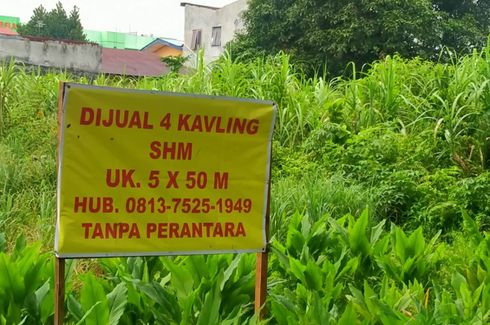 DIJUAL 4 KAVLING
SHM
UK. 5 X 50 M
HUB. 0813-7525-1949
TANPA PERANTARA